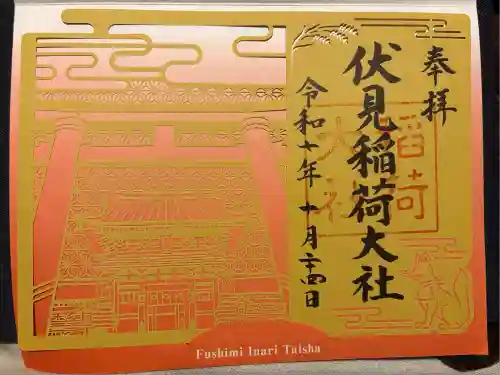 奉拝
伏見稲荷大社
稲荷
大社
令和七年 十月二十四日
Fushimi Inari Taisha